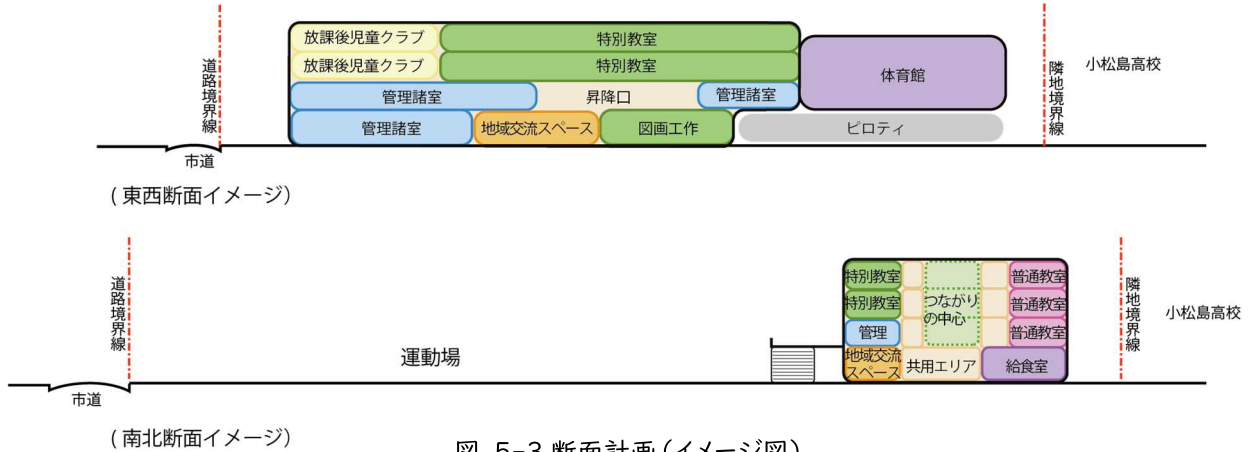 放課後児童クラブ
特別教室
放課後児童クラブ
特別教室
管理諸室
昇降口
管理諸室
管理諸室
地域交流スペース
図画工作
体育館
ピロティ
道路境界線
隣地境界線
小松島高校
市道
(東西断面イメージ)
道路境界線
運動場
特別教室
特別教室
管理
地域交流
スペース
つながり
の中心
共用エリア
普通教室
普通教室
普通教室
給食室
隣地境界線
小松島高校
市道
(南北断面イメージ)
図 5-3 断面計画(イメージ図)